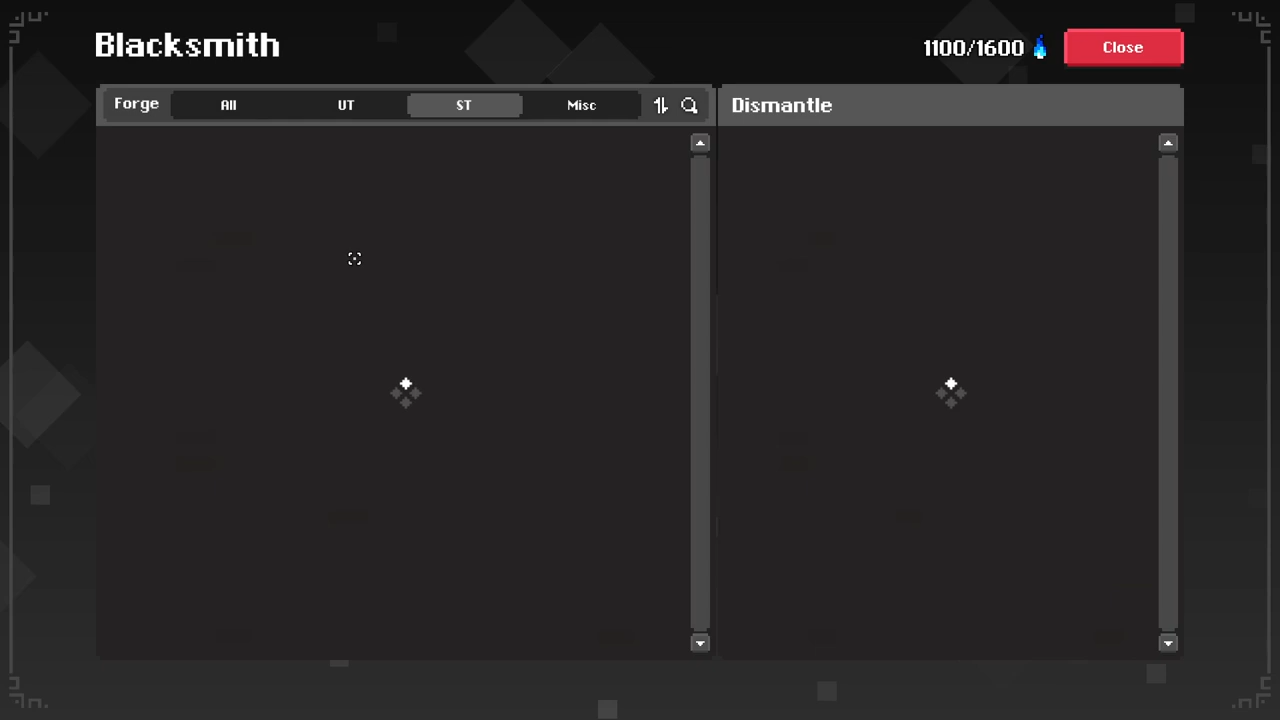 Blacksmith
1100/1600
Close
Forge
All
UT
ST
Misc
Dismantle